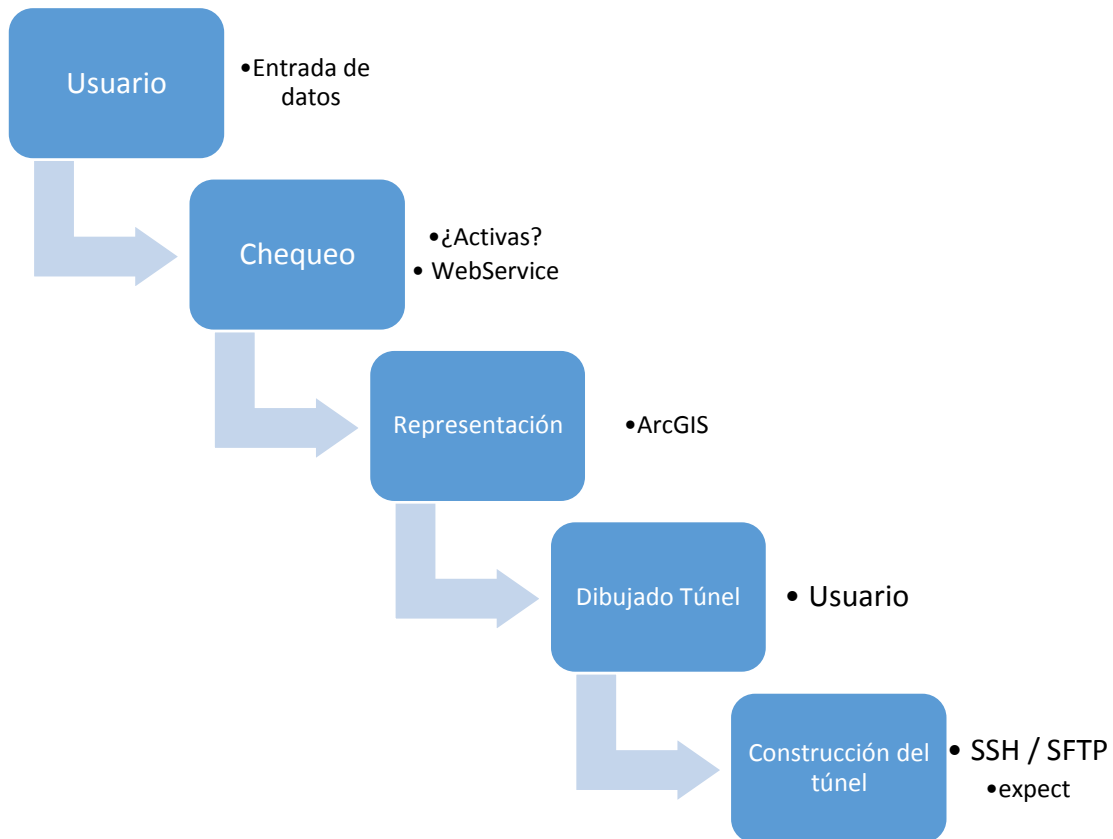 Usuario
•Entrada de
datos
Chequeo
•¿Activas?
• WebService
Representación
•ArcGIS
Dibujado Túnel
• Usuario
Construcción del
túnel
• SSH / SFTP
•expect